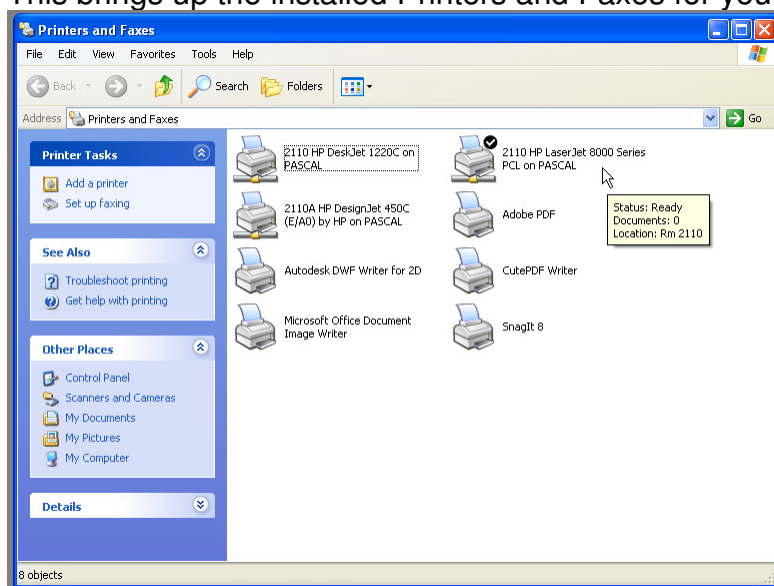 This brings up the installed Printers and Faxes for you
Printers and Faxes
File Edit View Favorites Tools Help
Back Search Folders
Address Printers and Faxes Go
Printer Tasks
Add a printer
Set up faxing
See Also
Troubleshoot printing
Get help with printing
Other Places
Control Panel
Scanners and Cameras
My Documents
My Pictures
My Computer
Details
2110 HP DeskJet 1220C on
PASCAL
2110 HP LaserJet 8000 Series
PCL on PASCAL
2110A HP DesignJet 450C
(E/A0) by HP on PASCAL
Adobe PDF
Status: Ready
Documents: 0
Location: Rm 2110
Autodesk DWF Writer for 2D
CutePDF Writer
Microsoft Office Document
Image Writer
SnagIt 8
8 objects